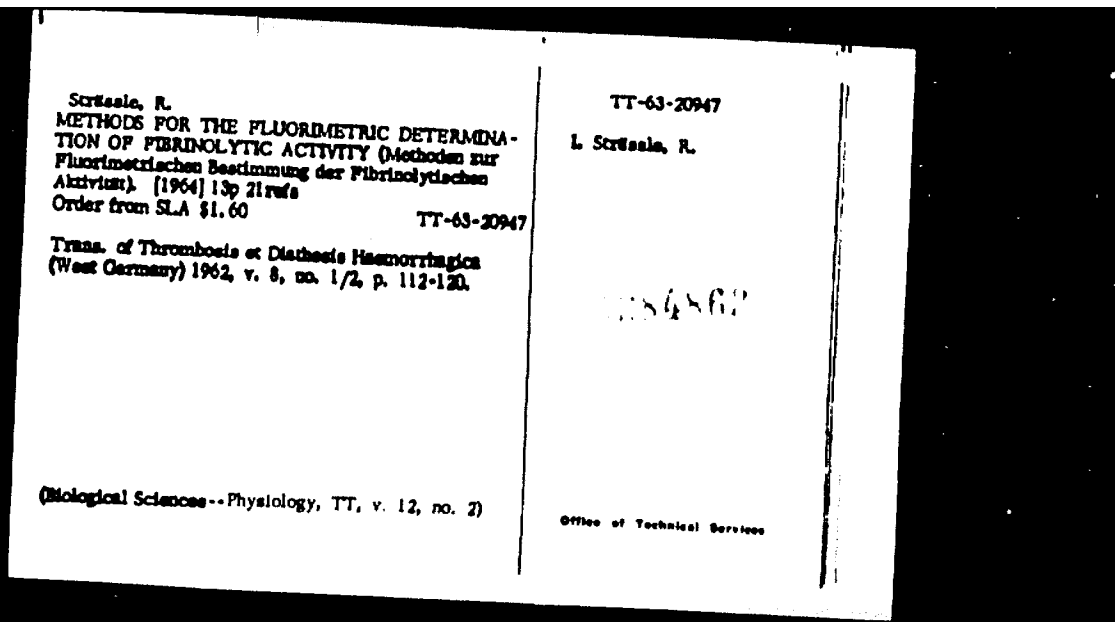 Strässle, R.
METHODS FOR THE FLUORIMETRIC DETERMINA-
TION OF FIBRINOLYTIC ACTIVITY (Methoden zur
Fluorimetrischen Bestimmung der Fibrinolytischen
Aktivität). [1964] 13p 21refs
Order from SLA $1.60
TT-63-20947
Trans. of Thrombosis et Diathesis Haemorrhagica
(West Germany) 1962, v. 8, no. 1/2, p. 112-120.
(Biological Sciences--Physiology, TT, v. 12, no. 2)
TT-63-20947
I. Strässle, R.
Office of Technical Services